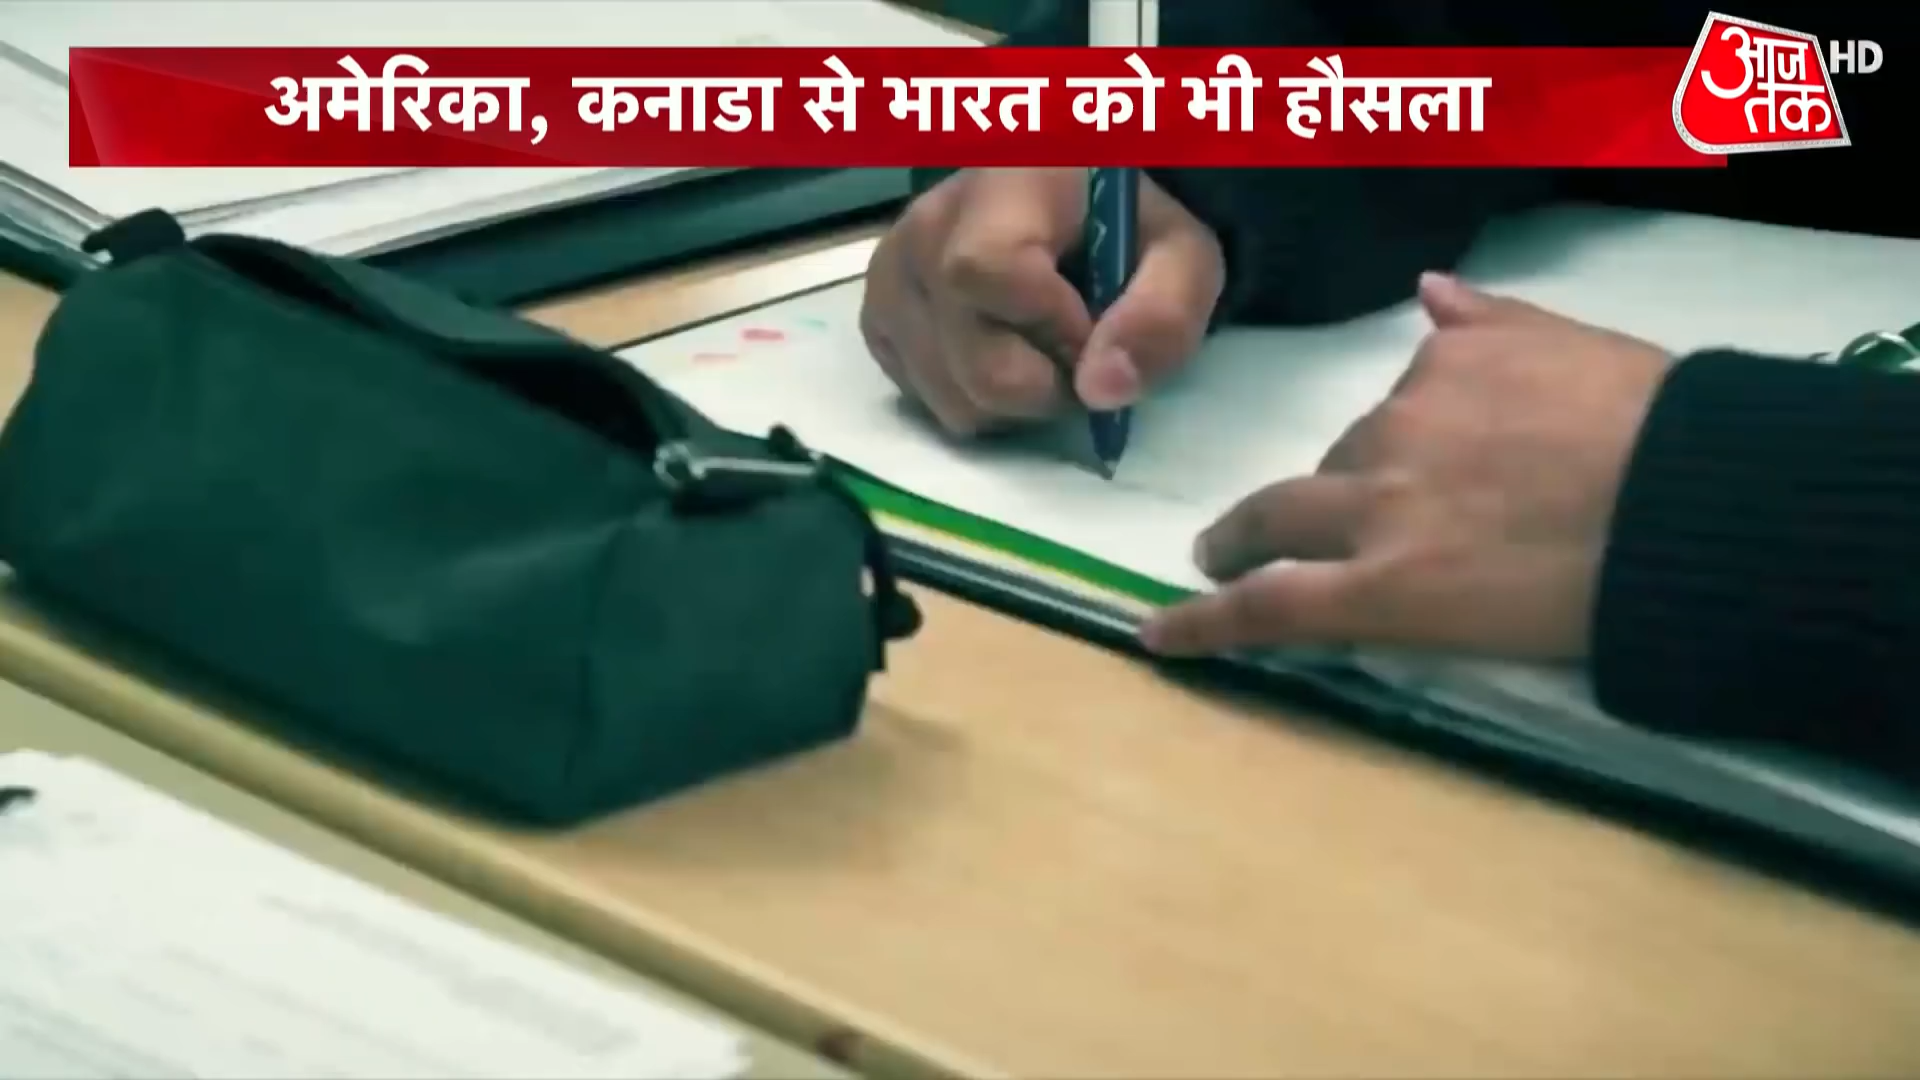 अमेरिका, कनाडा से भारत को भी हौसला
आज तक HD